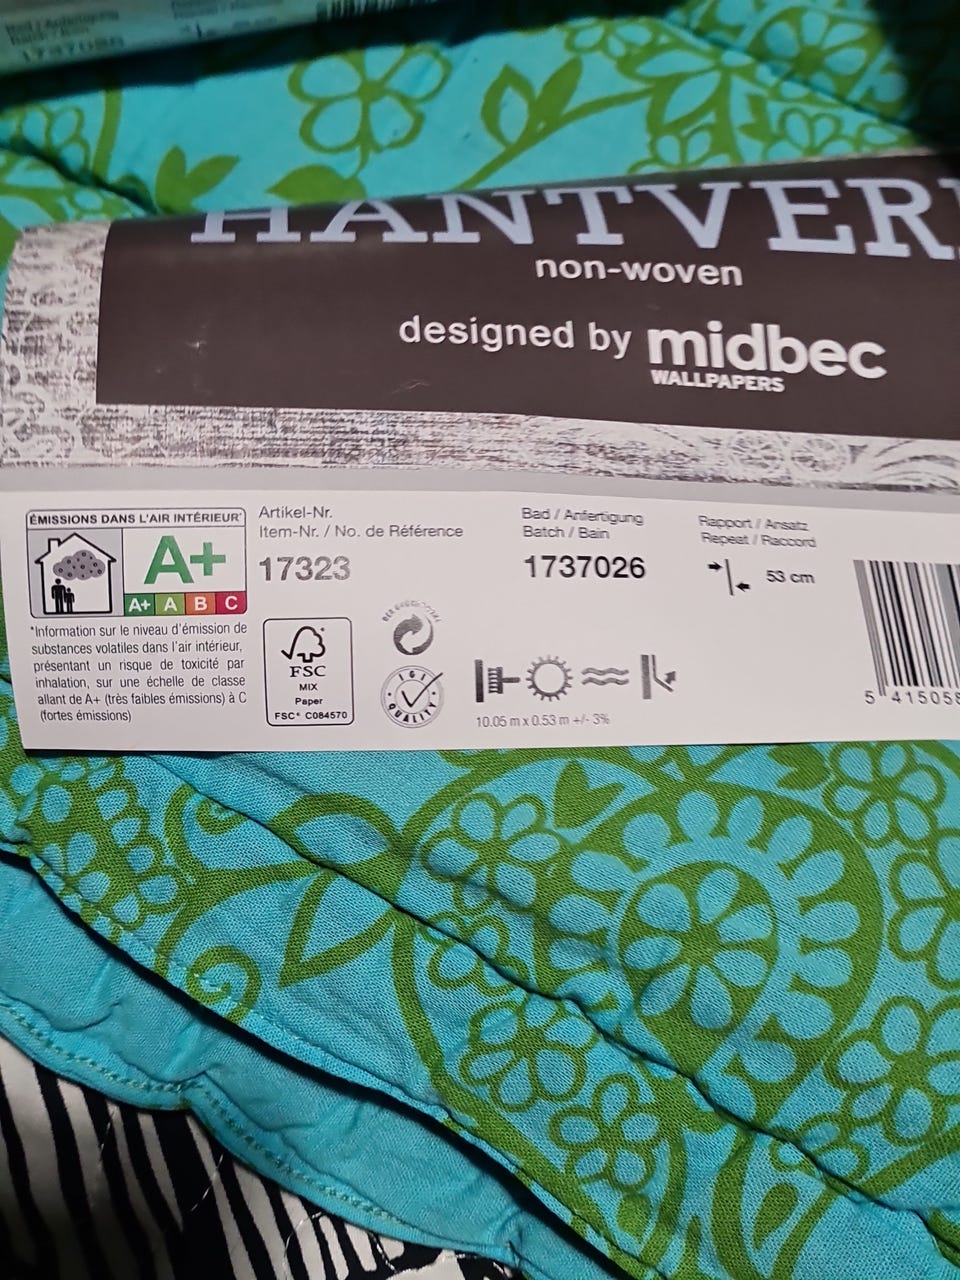 HANTVER
non-woven
designed by midbec
WALLPAPERS
ÉMISSIONS DANS L'AIR INTÉRIEUR*
A+
A+ A B C
*Information sur le niveau d'émission de
substances volatiles dans l'air intérieur,
présentant un risque de toxicité par
inhalation, sur une échelle de classe
allant de A+ (très faibles émissions) à C
(fortes émissions)
Artikel-Nr.
Item-Nr. / No. de Référence
17323
FSC
MIX
Paper
FSC® C084570
IGI
QUALITY
Bad / Anfertigung
Batch / Bain
1737026
10.05 m x 0.53 m +/- 3%
Rapport / Ansatz
Repeat / Raccord
53 cm
5 415058